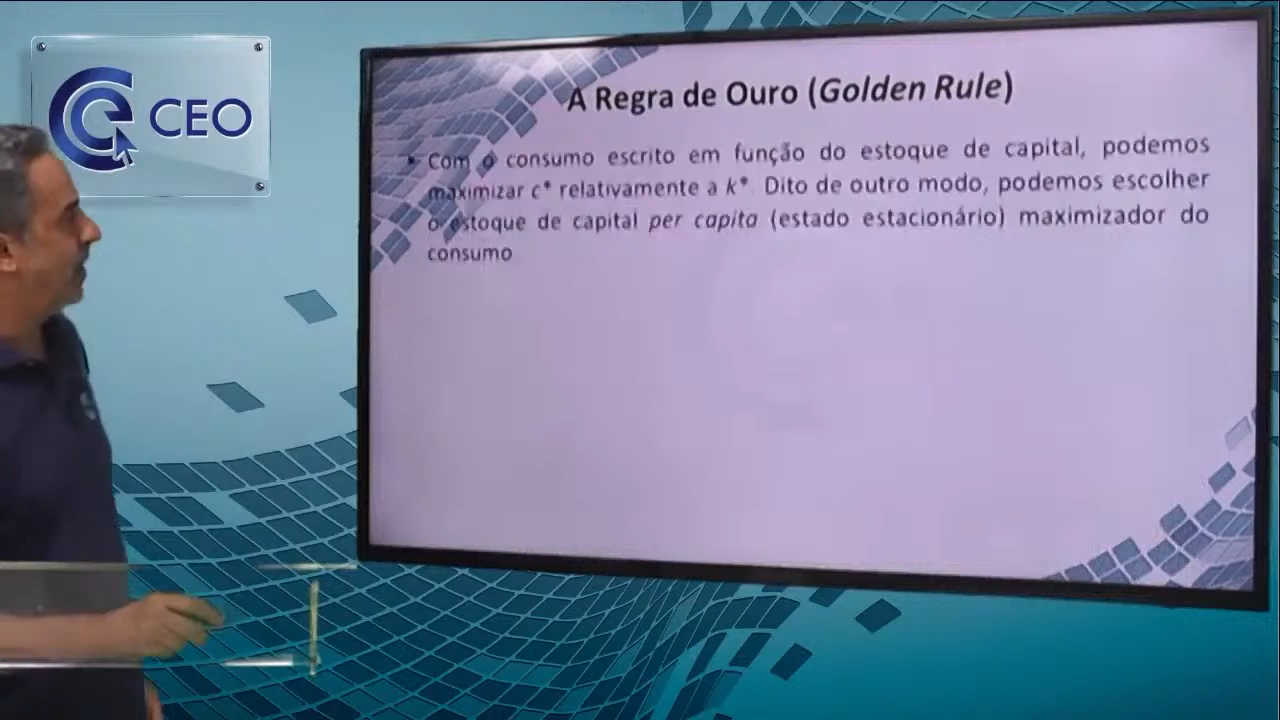 CEO
A Regra de Ouro (Golden Rule)
• Com o consumo escrito em função do estoque de capital, podemos
maximizar c* relativamente a k*. Dito de outro modo, podemos escolher
o estoque de capital per capita (estado estacionário) maximizador do
consumo